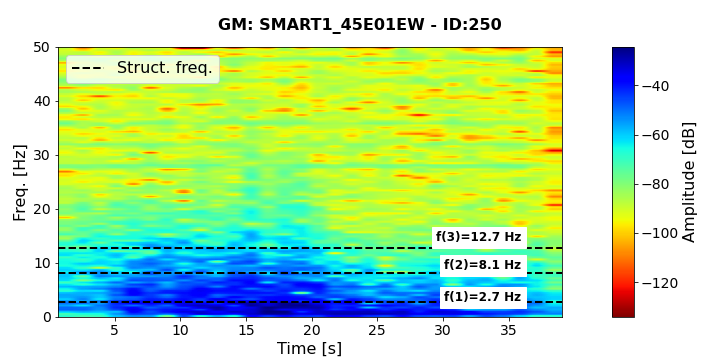 GM: SMART1_45E01EW - ID:250
50
40
30
20
10
0
Freq. [Hz]
Struct. freq.
f(3)=12.7 Hz
f(2)=8.1 Hz
f(1)=2.7 Hz
5 10 15 20 25 30 35
Time [s]
−40
−60
−80
−100
−120
Amplitude [dB]